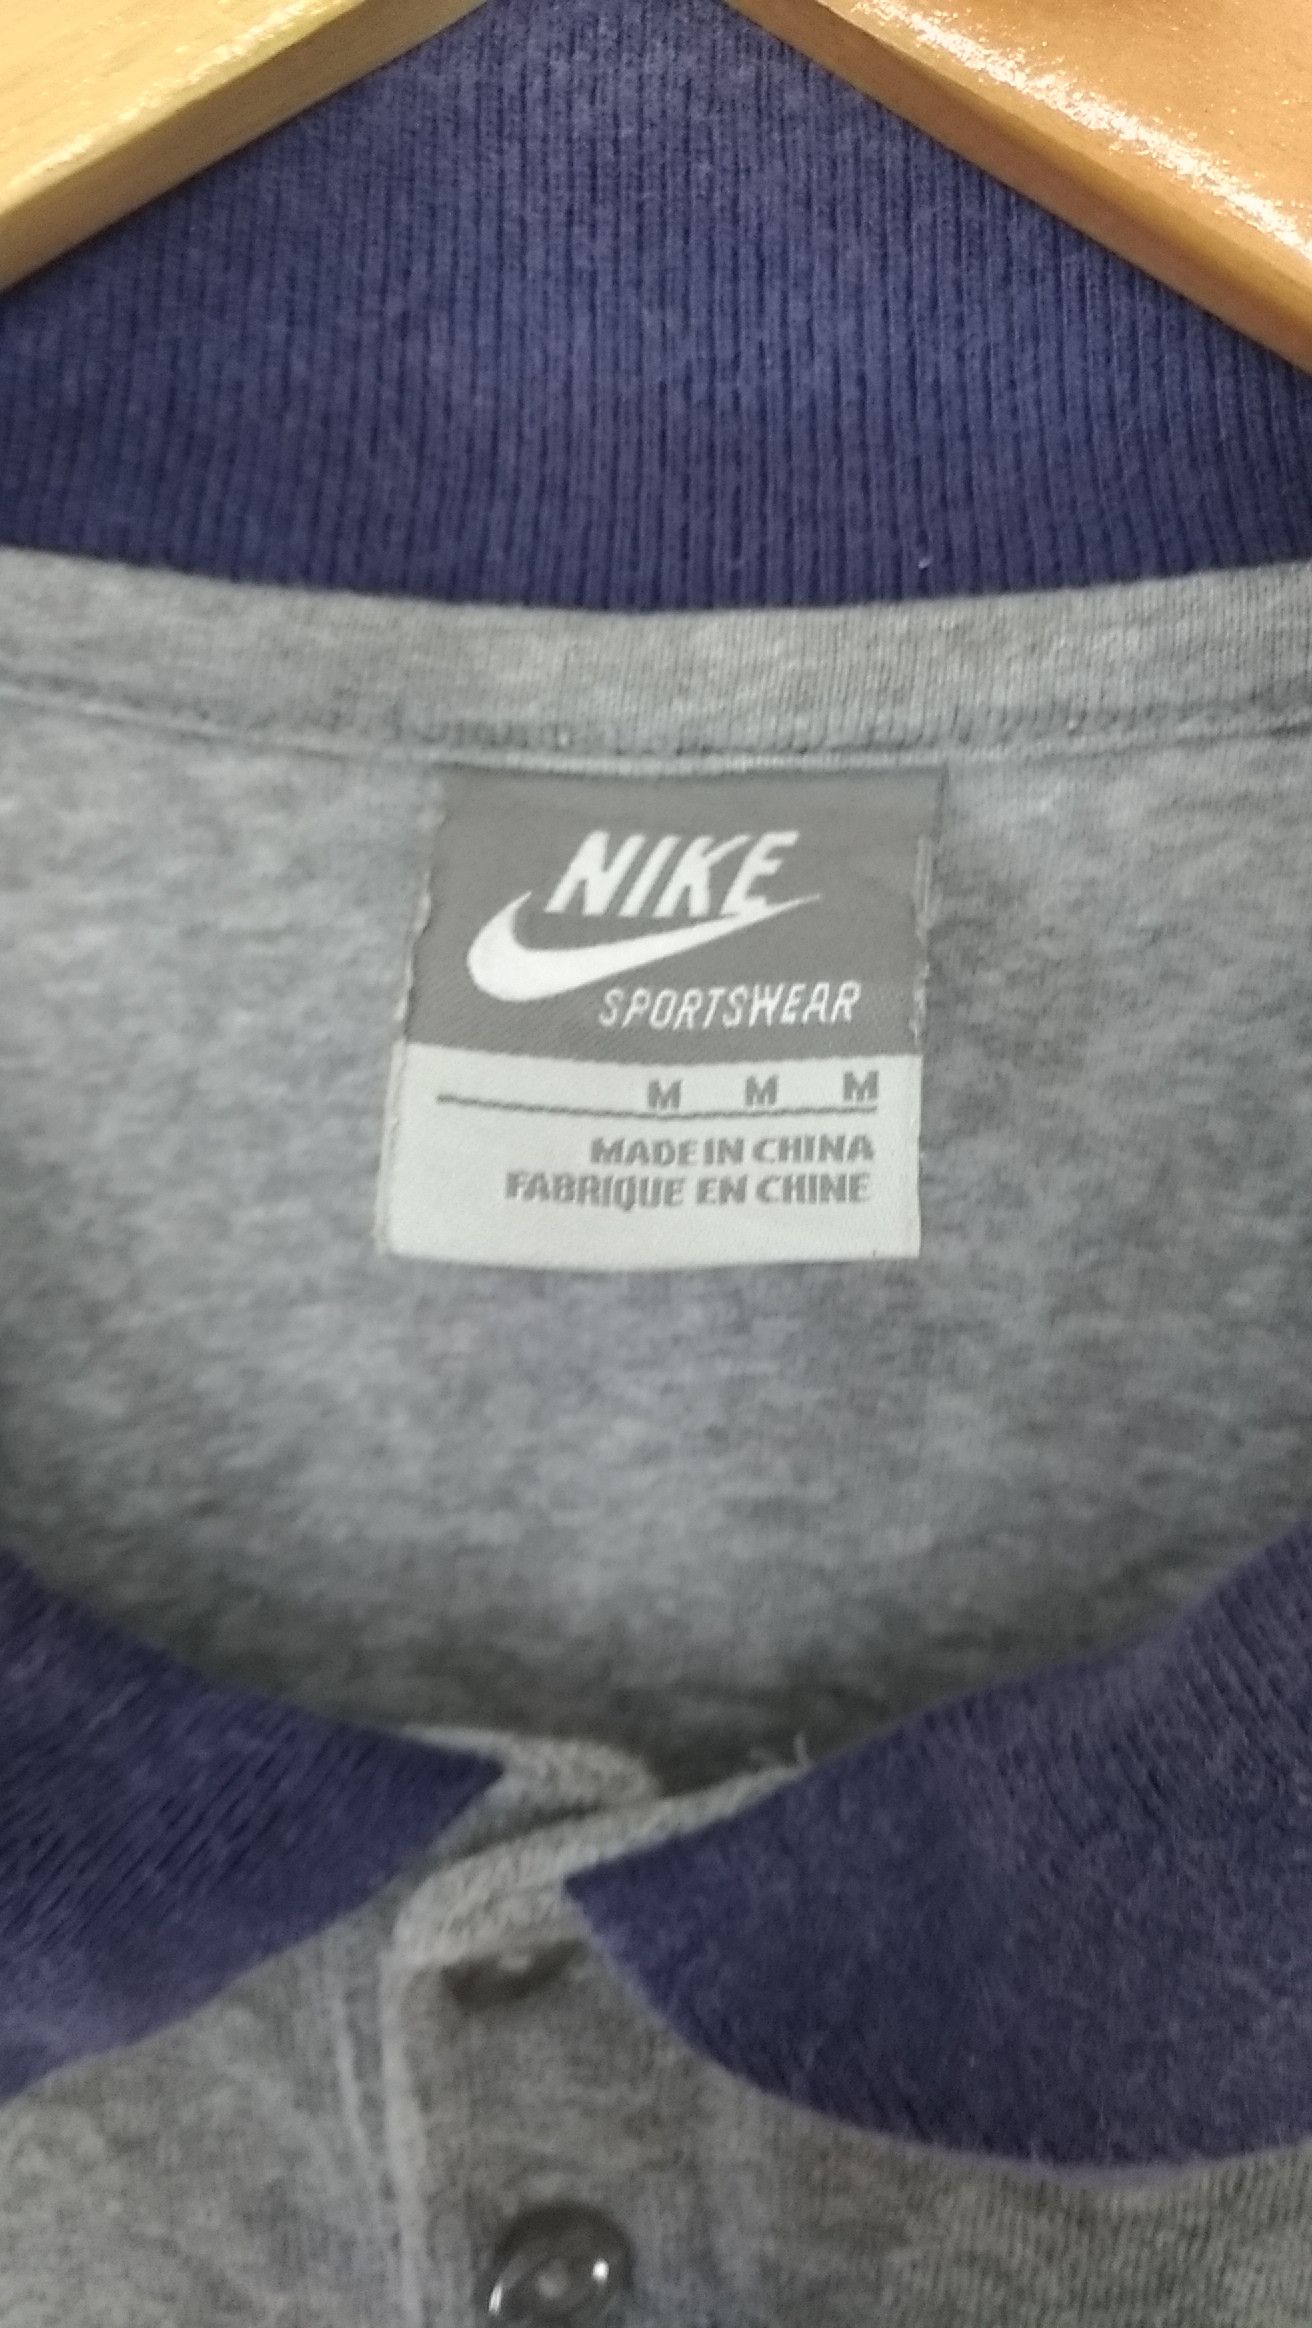 NIKE
SPORTSWEAR
M M M
MADE IN CHINA
FABRIQUE EN CHINE